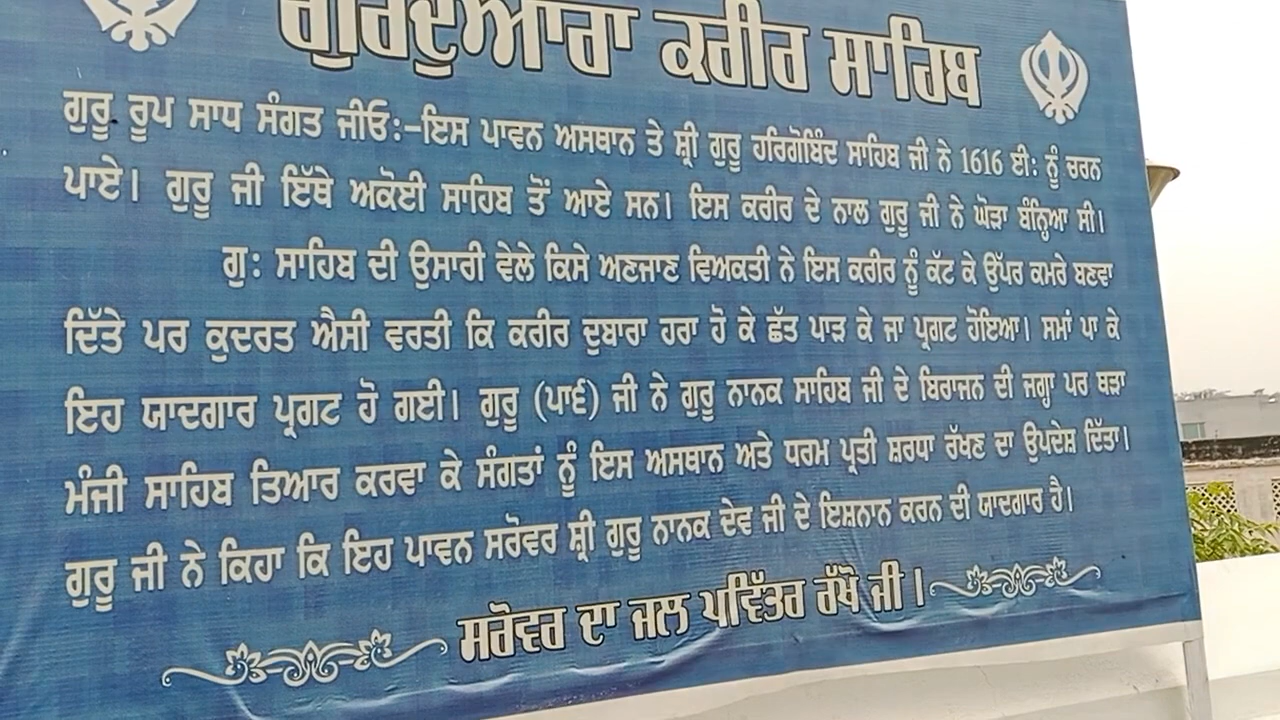 ਗੁਰਦੁਆਰਾ ਕਰੀਰ ਸਾਹਿਬ
ਗੁਰੂ ਰੂਪ ਸਾਧ ਸੰਗਤ ਜੀਓ:-ਇਸ ਪਾਵਨ ਅਸਥਾਨ ਤੇ ਸ਼੍ਰੀ ਗੁਰੂ ਹਰਿਗੋਬਿੰਦ ਸਾਹਿਬ ਜੀ ਨੇ 1616 ਈ: ਨੂੰ ਚਰਨ
ਪਾਏ। ਗੁਰੂ ਜੀ ਇੱਥੇ ਅਕੋਈ ਸਾਹਿਬ ਤੋਂ ਆਏ ਸਨ। ਇਸ ਕਰੀਰ ਦੇ ਨਾਲ ਗੁਰੂ ਜੀ ਨੇ ਘੋੜਾ ਬੰਨ੍ਹਿਆ ਸੀ।
ਗੁ: ਸਾਹਿਬ ਦੀ ਉਸਾਰੀ ਵੇਲੇ ਕਿਸੇ ਅਣਜਾਣ ਵਿਅਕਤੀ ਨੇ ਇਸ ਕਰੀਰ ਨੂੰ ਕੱਟ ਕੇ ਉੱਪਰ ਕਮਰੇ ਬਣਵਾ
ਦਿੱਤੇ ਪਰ ਕੁਦਰਤ ਐਸੀ ਵਰਤੀ ਕਿ ਕਰੀਰ ਦੁਬਾਰਾ ਹਰਾ ਹੋ ਕੇ ਛੱਤ ਪਾੜ ਕੇ ਜਾ ਪ੍ਰਗਟ ਹੋਇਆ। ਸਮਾਂ ਪਾ ਕੇ
ਇਹ ਯਾਦਗਾਰ ਪ੍ਰਗਟ ਹੋ ਗਈ। ਗੁਰੂ (ਪਾਃ੬) ਜੀ ਨੇ ਗੁਰੂ ਨਾਨਕ ਸਾਹਿਬ ਜੀ ਦੇ ਬਿਰਾਜਨ ਦੀ ਜਗ੍ਹਾ ਪਰ ਬੜਾ
ਮੰਜੀ ਸਾਹਿਬ ਤਿਆਰ ਕਰਵਾ ਕੇ ਸੰਗਤਾਂ ਨੂੰ ਇਸ ਅਸਥਾਨ ਅਤੇ ਧਰਮ ਪ੍ਰਤੀ ਸ਼ਰਧਾ ਰੱਖਣ ਦਾ ਉਪਦੇਸ਼ ਦਿੱਤਾ।
ਗੁਰੂ ਜੀ ਨੇ ਕਿਹਾ ਕਿ ਇਹ ਪਾਵਨ ਸਰੋਵਰ ਸ਼੍ਰੀ ਗੁਰੂ ਨਾਨਕ ਦੇਵ ਜੀ ਦੇ ਇਸ਼ਨਾਨ ਕਰਨ ਦੀ ਯਾਦਗਾਰ ਹੈ।
ਸਰੋਵਰ ਦਾ ਜਲ ਪਵਿੱਤਰ ਰੱਖੋ ਜੀ।